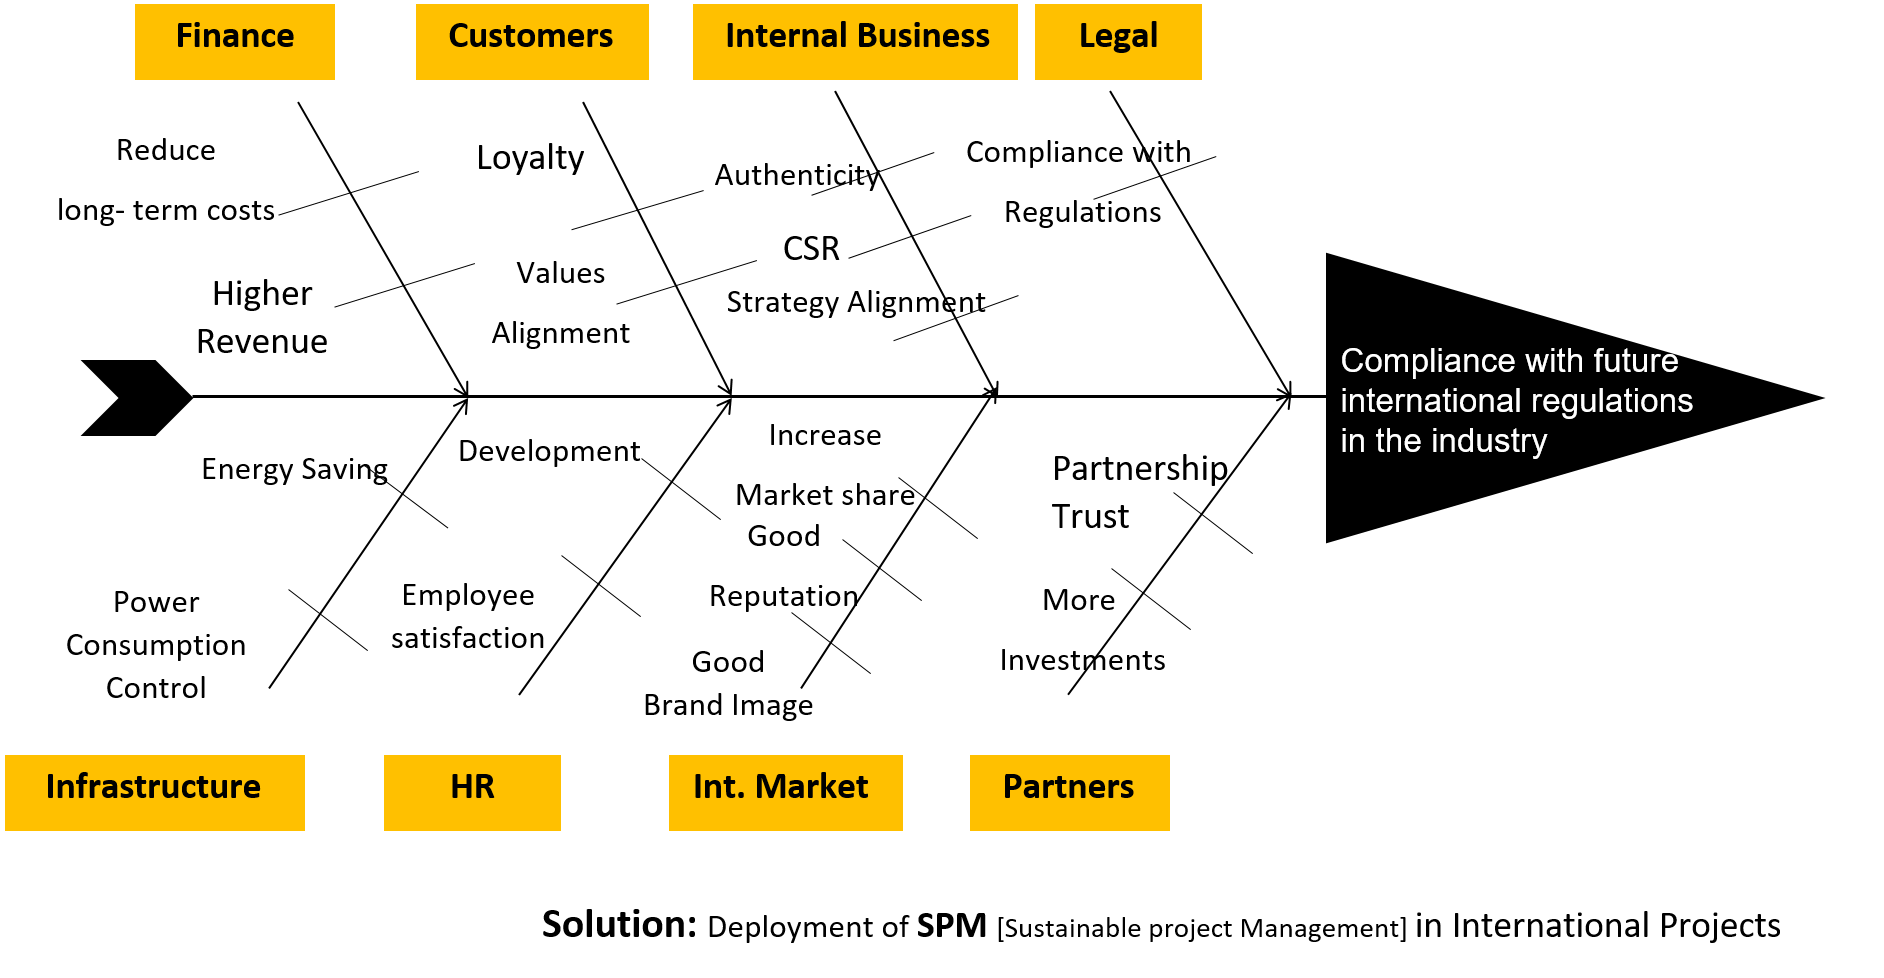 Finance
Customers
Internal Business
Legal
Reduce
long- term costs
Higher
Revenue
Loyalty
Values
Alignment
Authenticity
CSR
Strategy Alignment
Compliance with
Regulations
Compliance with future
international regulations
in the industry
Energy Saving
Power
Consumption
Control
Development
Employee
satisfaction
Increase
Market share
Good
Reputation
Good
Brand Image
Partnership
Trust
More
Investments
Infrastructure
HR
Int. Market
Partners
Solution: Deployment of SPM [Sustainable project Management] in International Projects